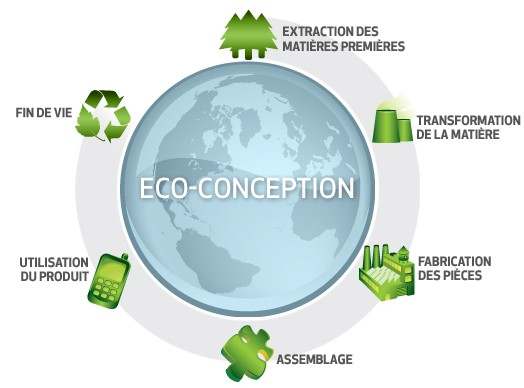 EXTRACTION DES
MATIÈRES PREMIÈRES
FIN DE VIE
TRANSFORMATION
DE LA MATIÈRE
ECO-CONCEPTION
UTILISATION
DU PRODUIT
FABRICATION
DES PIÈCES
ASSEMBLAGE